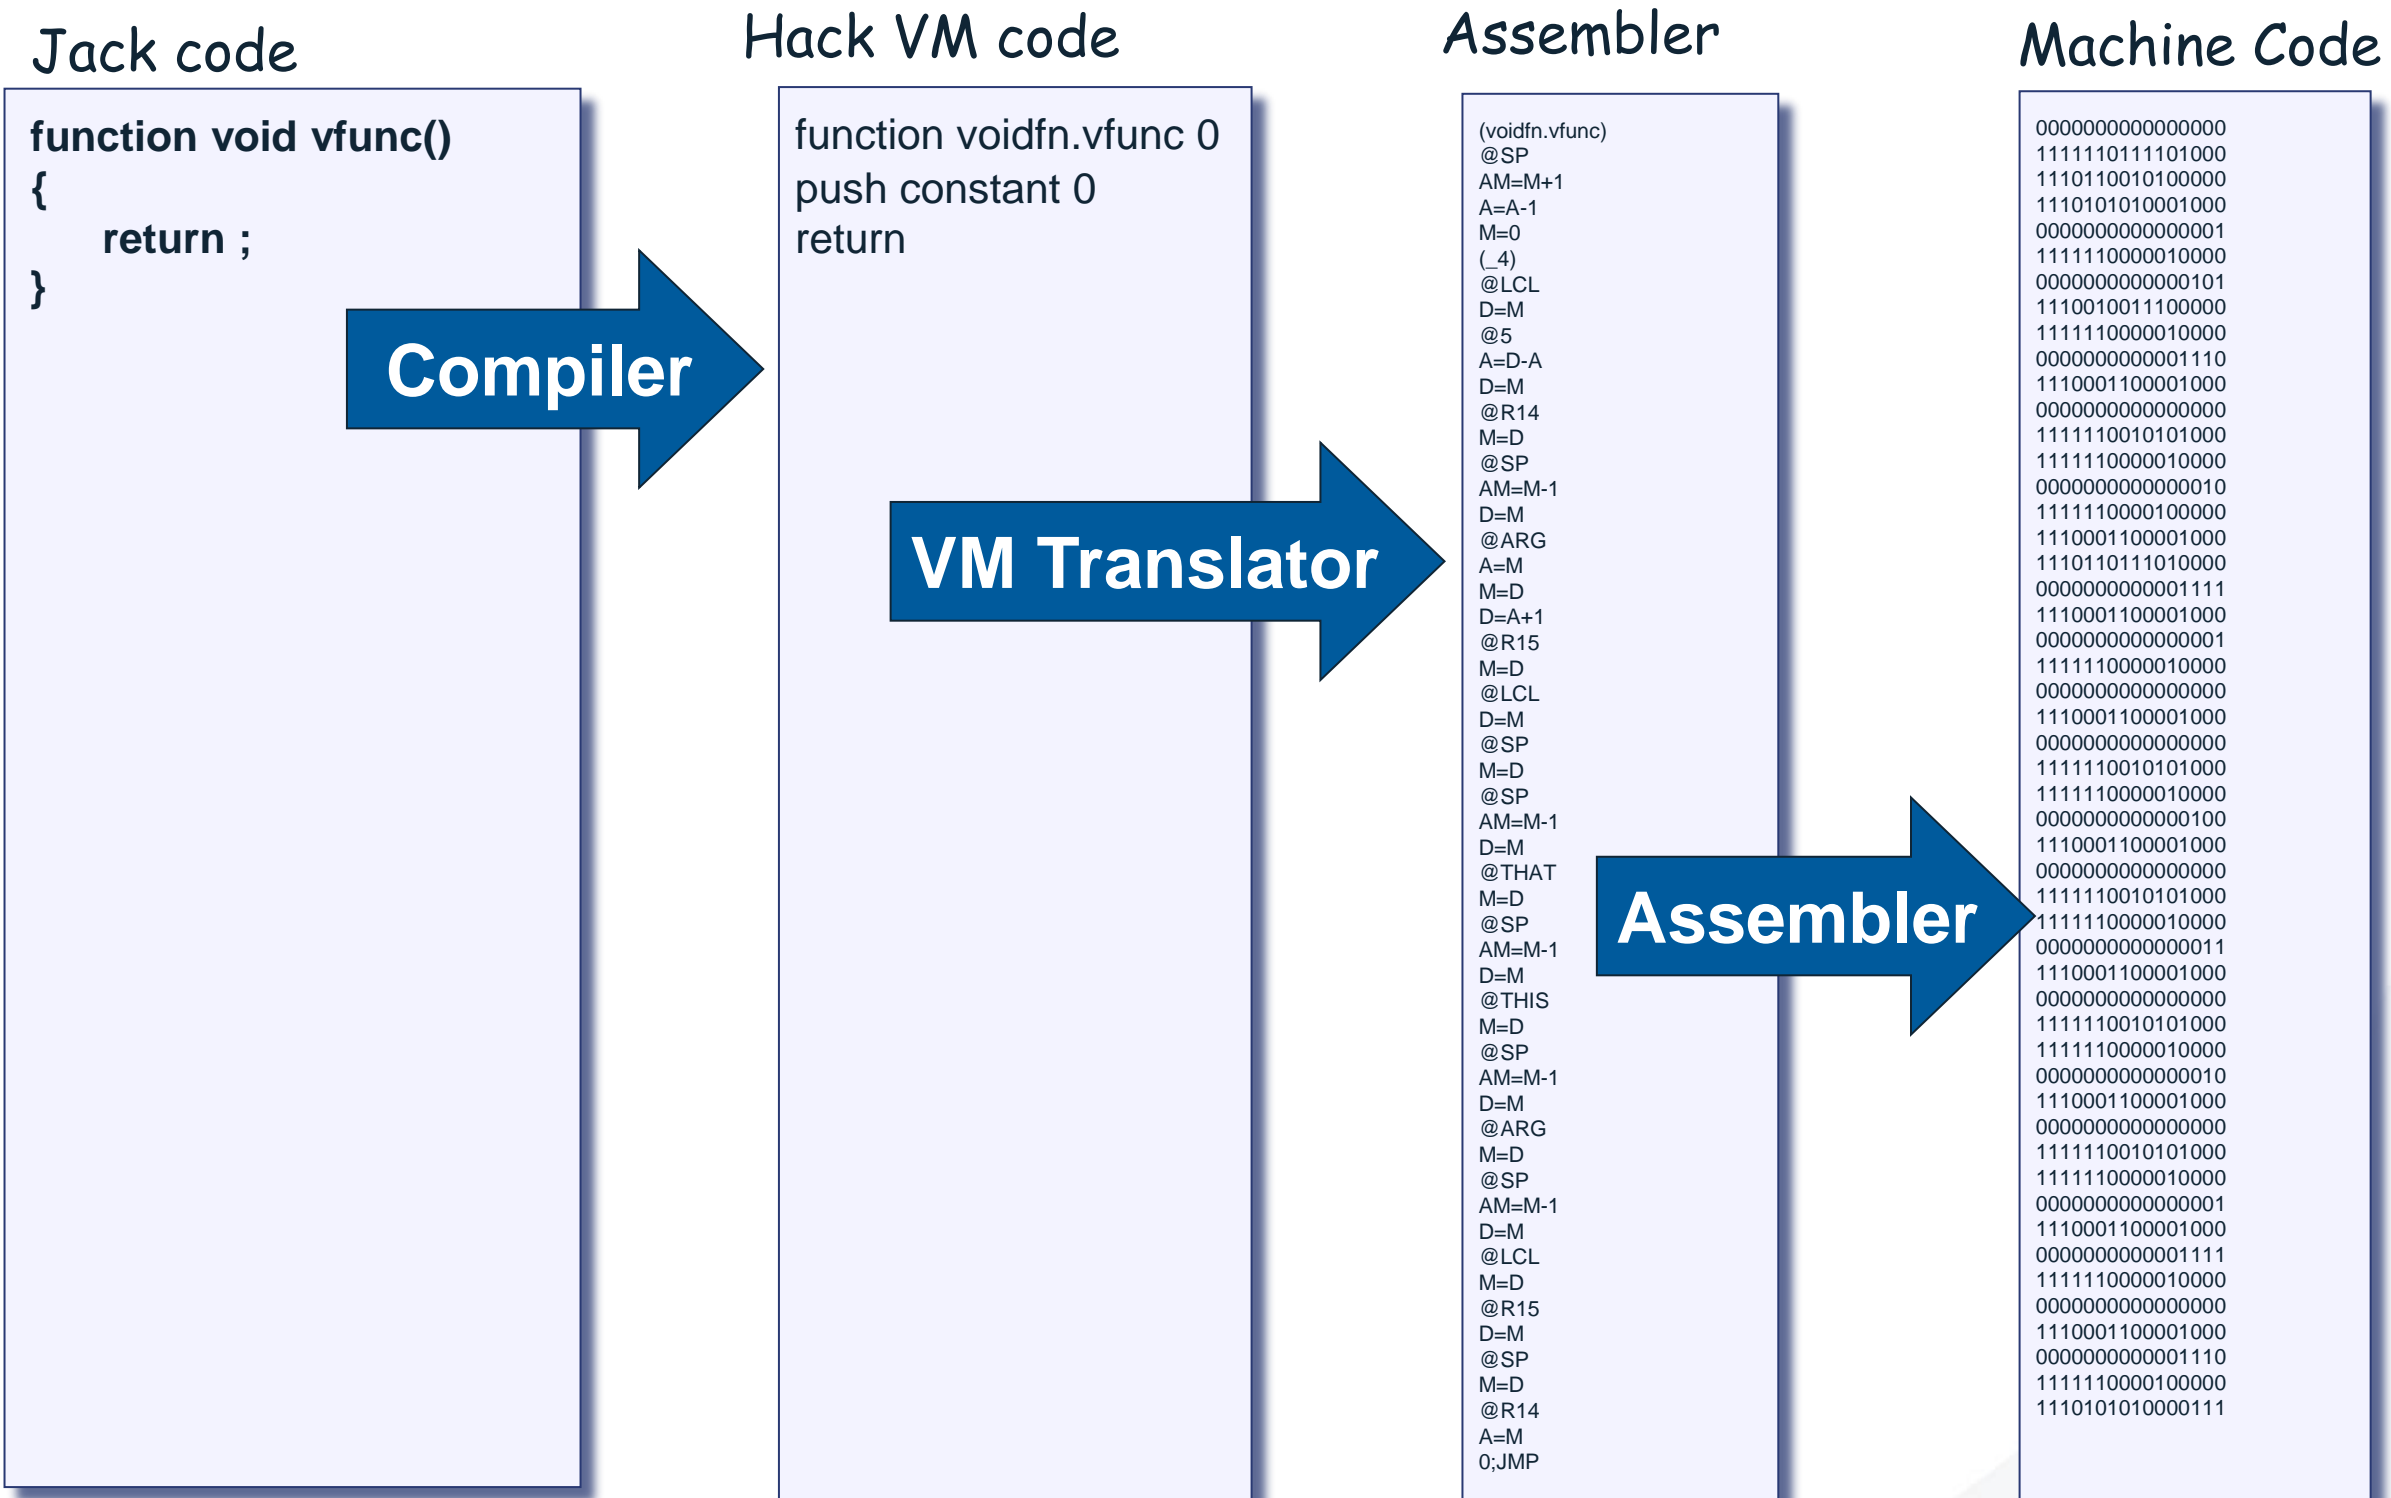 Jack code
function void vfunc()
{
return ;
}
Compiler
Hack VM code
function voidfn.vfunc 0
push constant 0
return
VM Translator
Assembler
(voidfn.vfunc)
@SP
AM=M+1
A=A-1
M=0
(_4)
@LCL
D=M
@5
A=D-A
D=M
@R14
M=D
@SP
AM=M-1
D=M
@ARG
A=M
M=D
D=A+1
@R15
M=D
@LCL
D=M
@SP
M=D
@SP
AM=M-1
D=M
@THAT
M=D
@SP
AM=M-1
D=M
@THIS
M=D
@SP
AM=M-1
D=M
@ARG
M=D
@SP
AM=M-1
D=M
@LCL
M=D
@R15
D=M
@SP
M=D
@R14
A=M
0;JMP
Assembler
Machine Code
0000000000000000
1111110111101000
1110110010100000
1110101010001000
0000000000000001
1111110000010000
0000000000000101
1110010011100000
1111110000010000
0000000000001110
1110001100001000
0000000000000000
1111110010101000
1111110000010000
0000000000000010
1111110000100000
1110001100001000
1110110111010000
0000000000001111
1110001100001000
0000000000000001
1111110000010000
0000000000000000
1110001100001000
0000000000000000
1111110010101000
1111110000010000
0000000000000100
1110001100001000
0000000000000000
1111110010101000
1111110000010000
0000000000000011
1110001100001000
0000000000000000
1111110010101000
1111110000010000
0000000000000010
1110001100001000
0000000000000000
1111110010101000
1111110000010000
0000000000000001
1110001100001000
0000000000001111
1111110000010000
0000000000000000
1110001100001000
0000000000001110
1111110000100000
1110101010000111